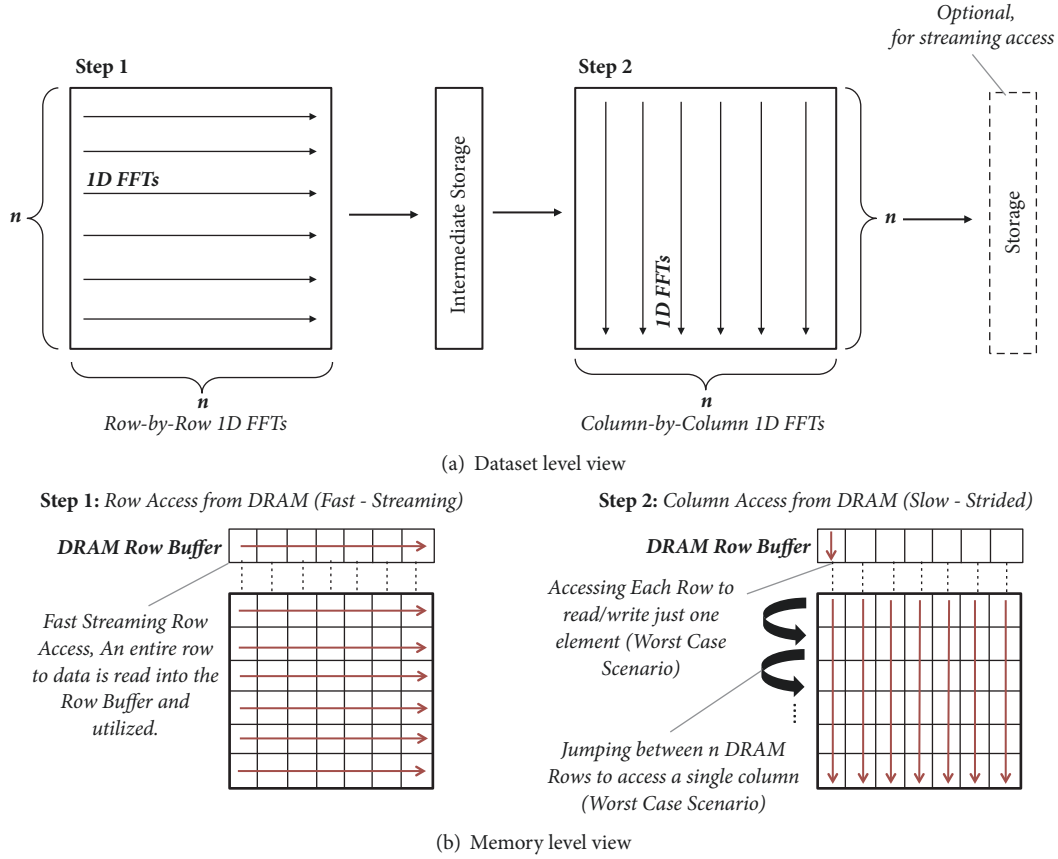 Optional,
for streaming access
Step 1
Step 2
1D FFTs
n
Intermediate Storage
1D FFTs
n
Storage
n
Row-by-Row 1D FFTs
n
Column-by-Column 1D FFTs
(a) Dataset level view
Step 1: Row Access from DRAM (Fast - Streaming)
DRAM Row Buffer
Fast Streaming Row
Access, An entire row
to data is read into the
Row Buffer and
utilized.
Step 2: Column Access from DRAM (Slow - Strided)
DRAM Row Buffer
Accessing Each Row to
read/write just one
element (Worst Case
Scenario)
Jumping between n DRAM
Rows to access a single column
(Worst Case Scenario)
(b) Memory level view